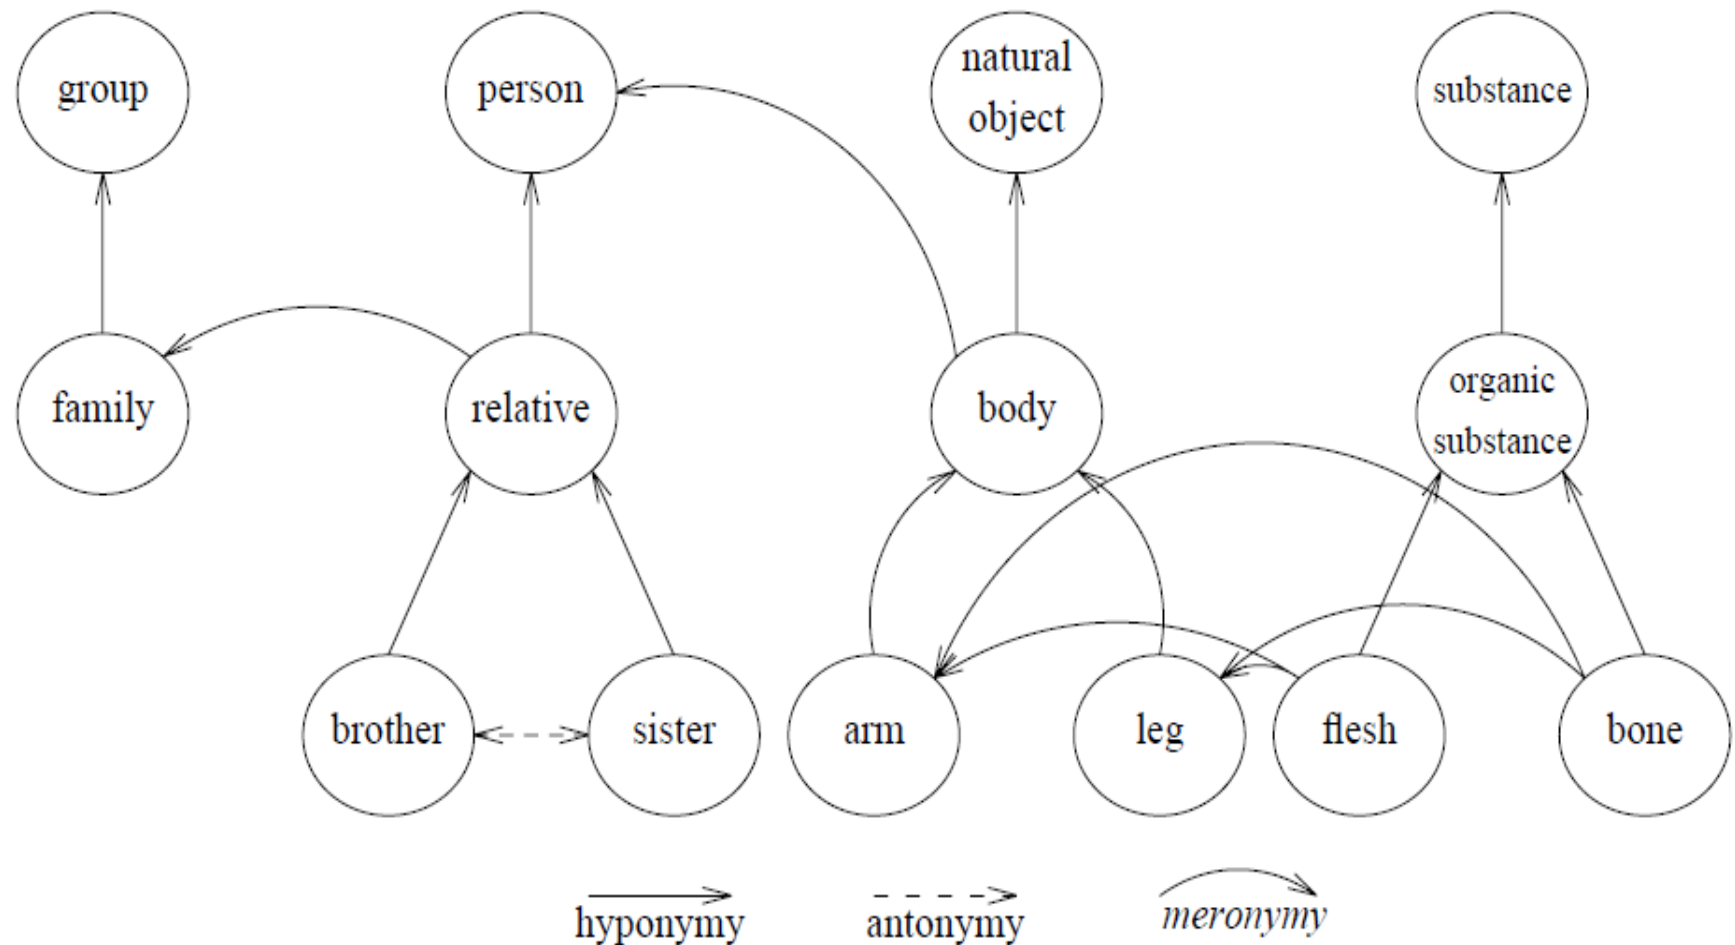 group
person
natural
object
substance
family
relative
body
organic
substance
brother
sister
arm
leg
flesh
bone
hyponymy
antonymy
meronymy